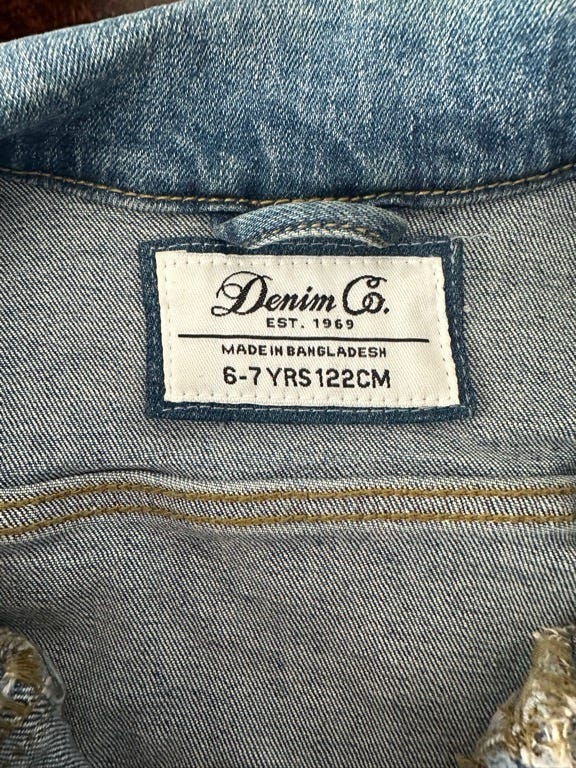 Denim Co.
EST. 1969
MADE IN BANGLADESH
6-7 YRS 122CM